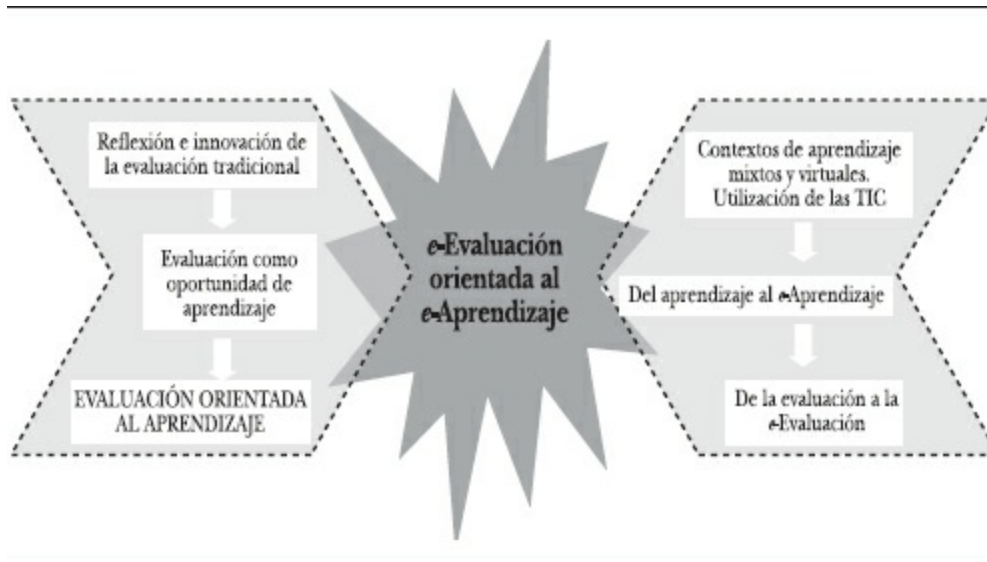 Reflexión e innovación de
la evaluación tradicional
Evaluación como
oportunidad de
aprendizaje
EVALUACIÓN ORIENTADA
AL APRENDIZAJE
e-Evaluación
orientada al
e-Aprendizaje
Contextos de aprendizaje
mixtos y virtuales.
Utilización de las TIC
Del aprendizaje al e-Aprendizaje
De la evaluación a la
e-Evaluación